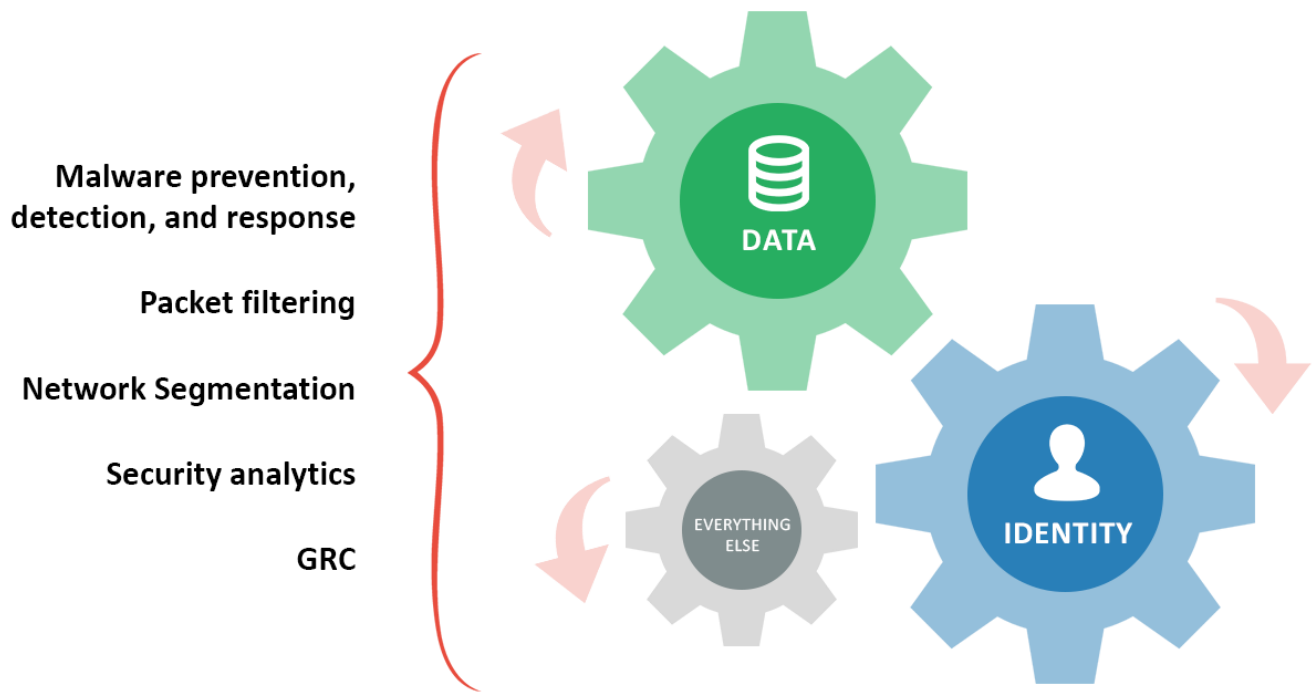 Malware prevention,
detection, and response
Packet filtering
Network Segmentation
Security analytics
GRC
DATA
IDENTITY
EVERYTHING
ELSE